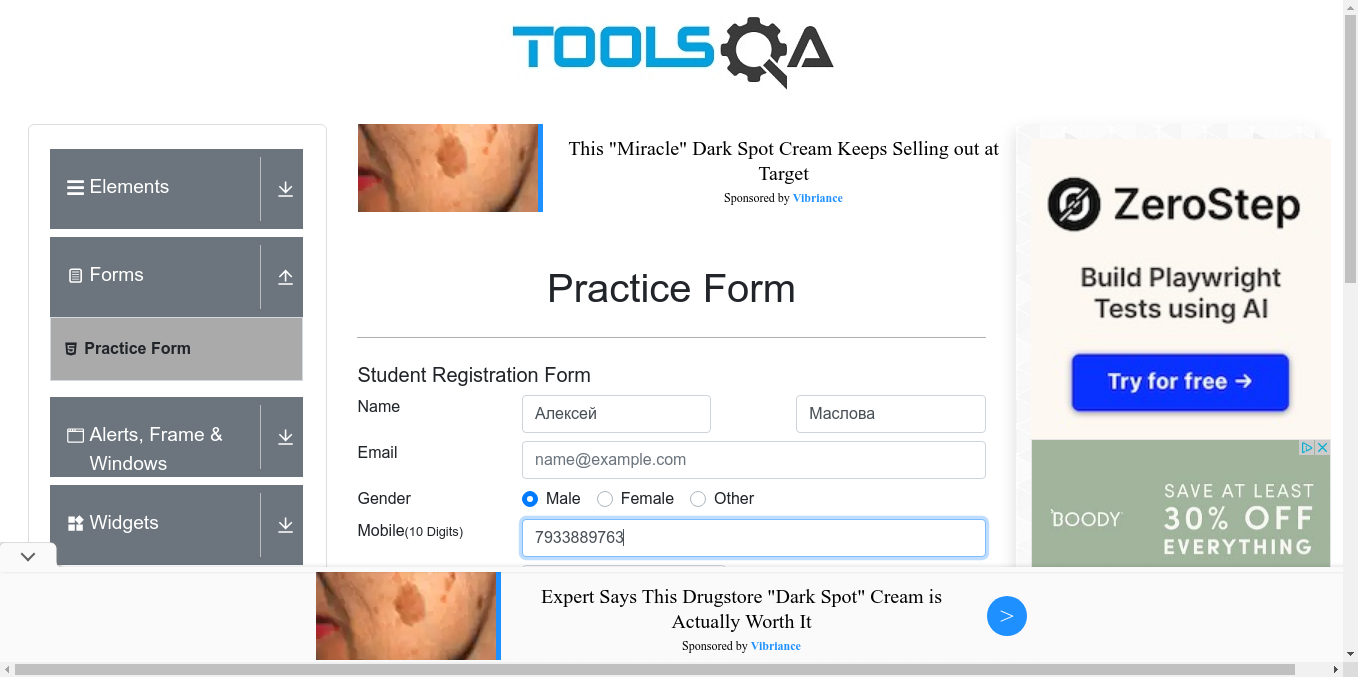 TOOLSQA
Elements
Forms
Practice Form
Alerts, Frame &
Windows
Widgets
This "Miracle" Dark Spot Cream Keeps Selling out at
Target
Sponsored by Vibriance
Practice Form
Student Registration Form
Name
Алексей
Маслова
Email
name@example.com
Gender
Male
Female
Other
Mobile(10 Digits)
7933889763
ZeroStep
Build Playwright
Tests using AI
Try for free →
BOODY
SAVE AT LEAST
30% OFF
EVERYTHING
Expert Says This Drugstore "Dark Spot" Cream is
Actually Worth It
Sponsored by Vibriance
>